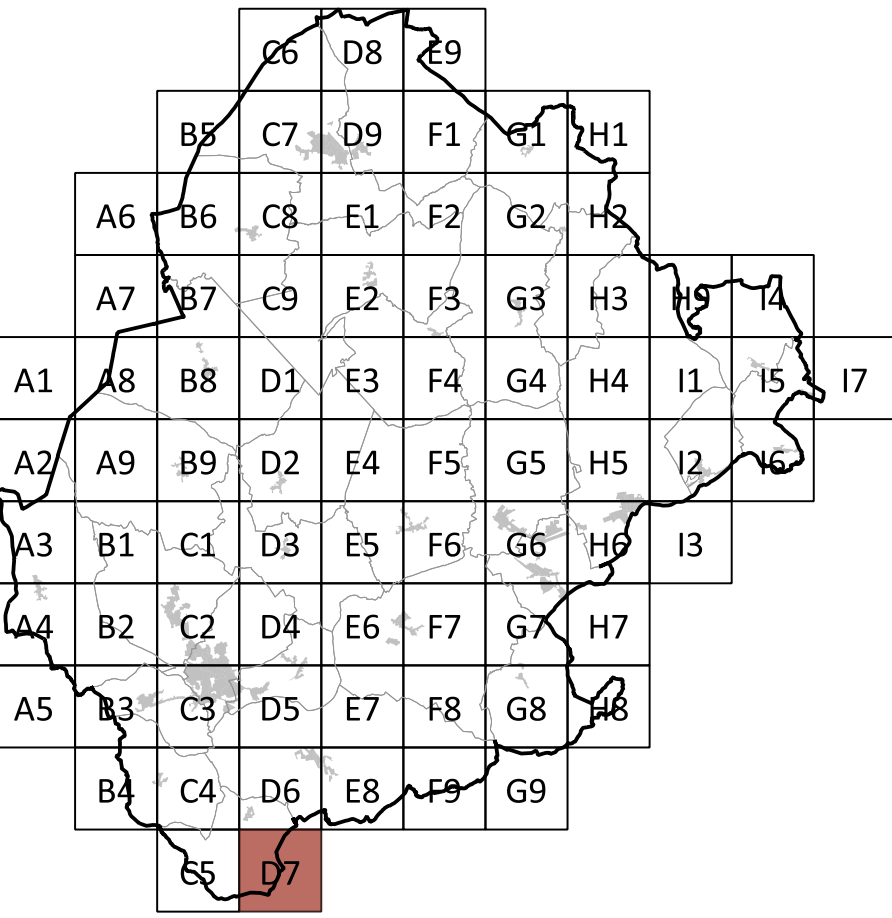 C6 D8 E9
B5 C7 D9 F1 G1 H1
A6 B6 C8 E1 F2 G2 H2
A7 B7 C9 E2 F3 G3 H3 H9 I4
A1 A8 B8 D1 E3 F4 G4 H4 I1 I5 I7
A2 A9 B9 D2 E4 F5 G5 H5 I2 I6
A3 B1 C1 D3 E5 F6 G6 H6 I3
A4 B2 C2 D4 E6 F7 G7 H7
A5 B3 C3 D5 E7 F8 G8 H8
B4 C4 D6 E8 F9 G9
C5 D7